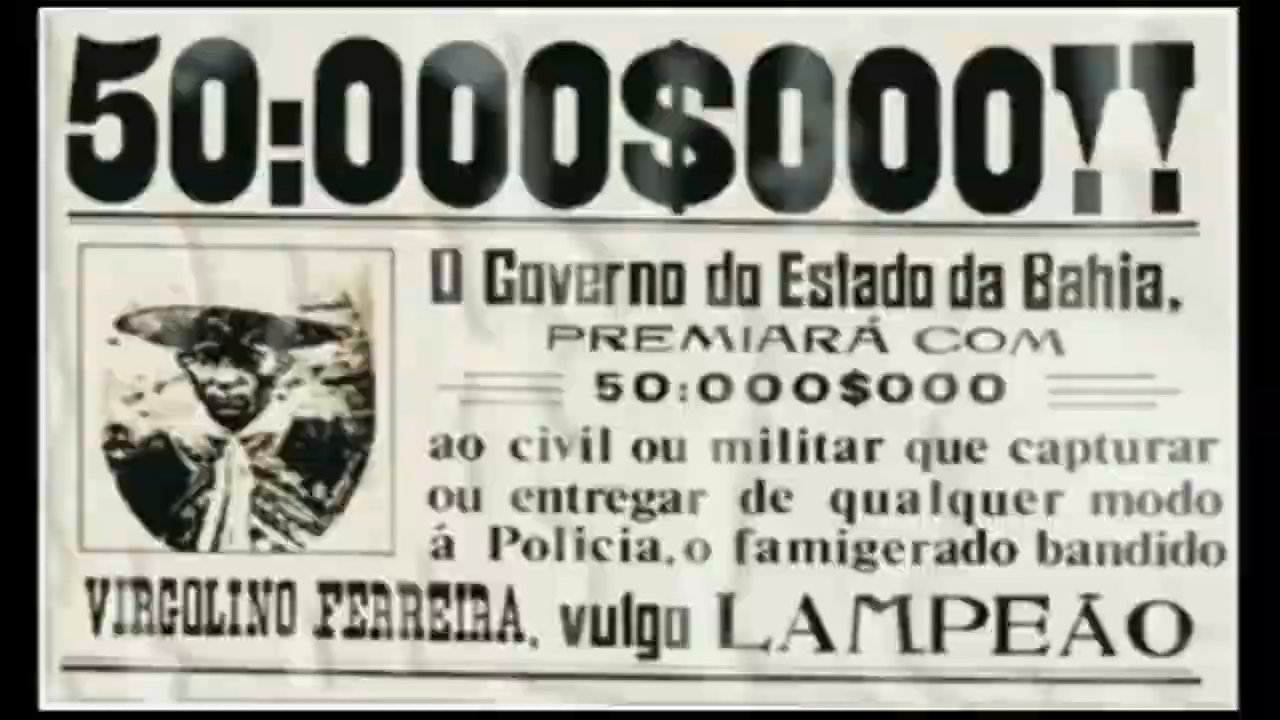 50:000$000!!
O Governo do Estado da Bahia,
PREMIARÁ COM
50:000$000
ao civil ou militar que capturar
ou entregar de qualquer modo
á Policia, o famigerado bandido
VIRGOLINO FERREIRA, vulgo LAMPEÃO